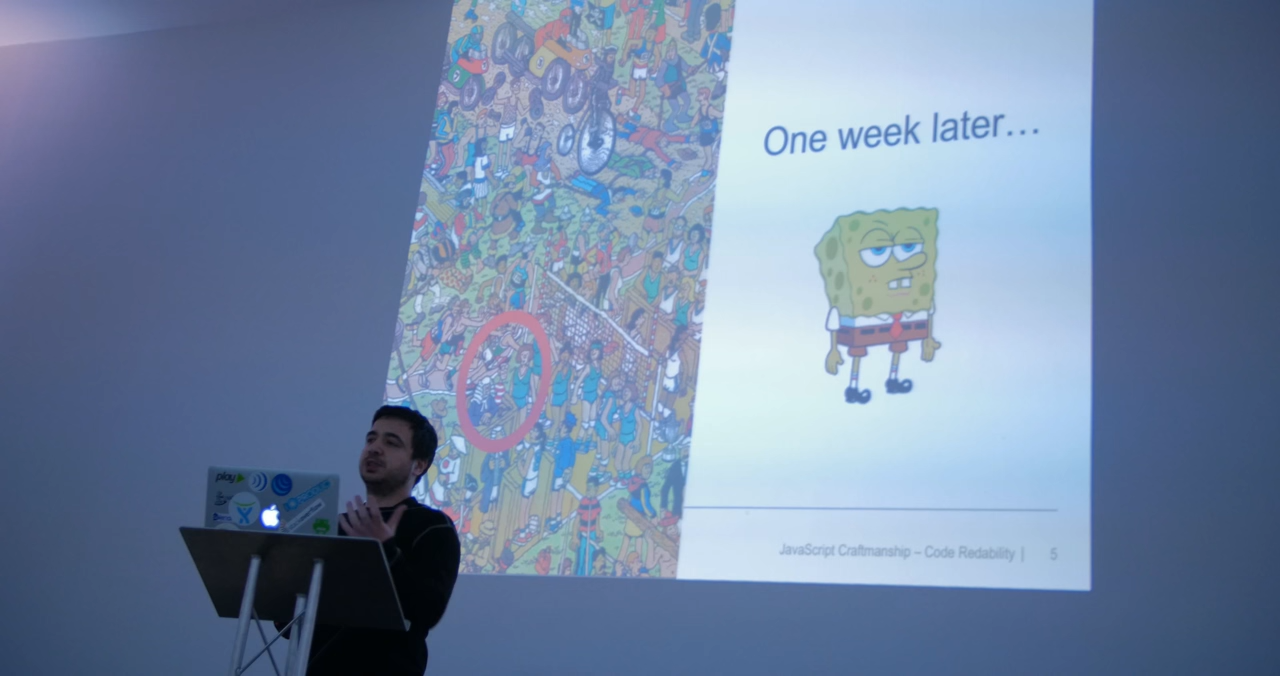 One week later...
JavaScript Craftmanship – Code Redability | 5
play